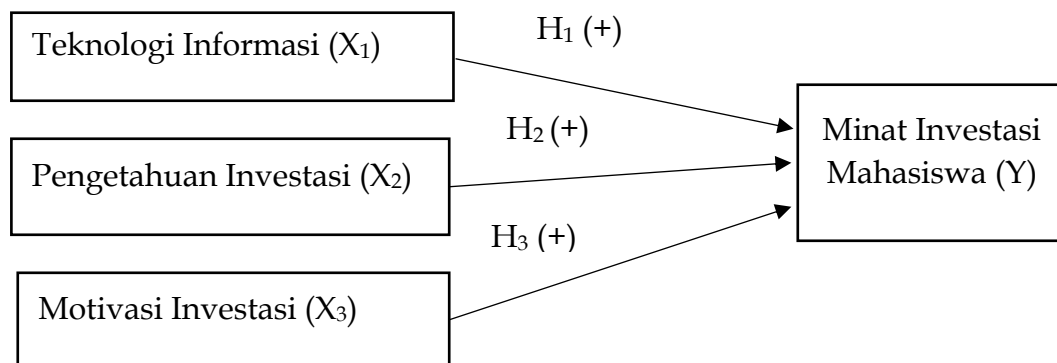 Teknologi Informasi (X₁)
H₁ (+)
Pengetahuan Investasi (X₂)
H₂ (+)
Motivasi Investasi (X₃)
H₃ (+)
Minat Investasi
Mahasiswa (Y)